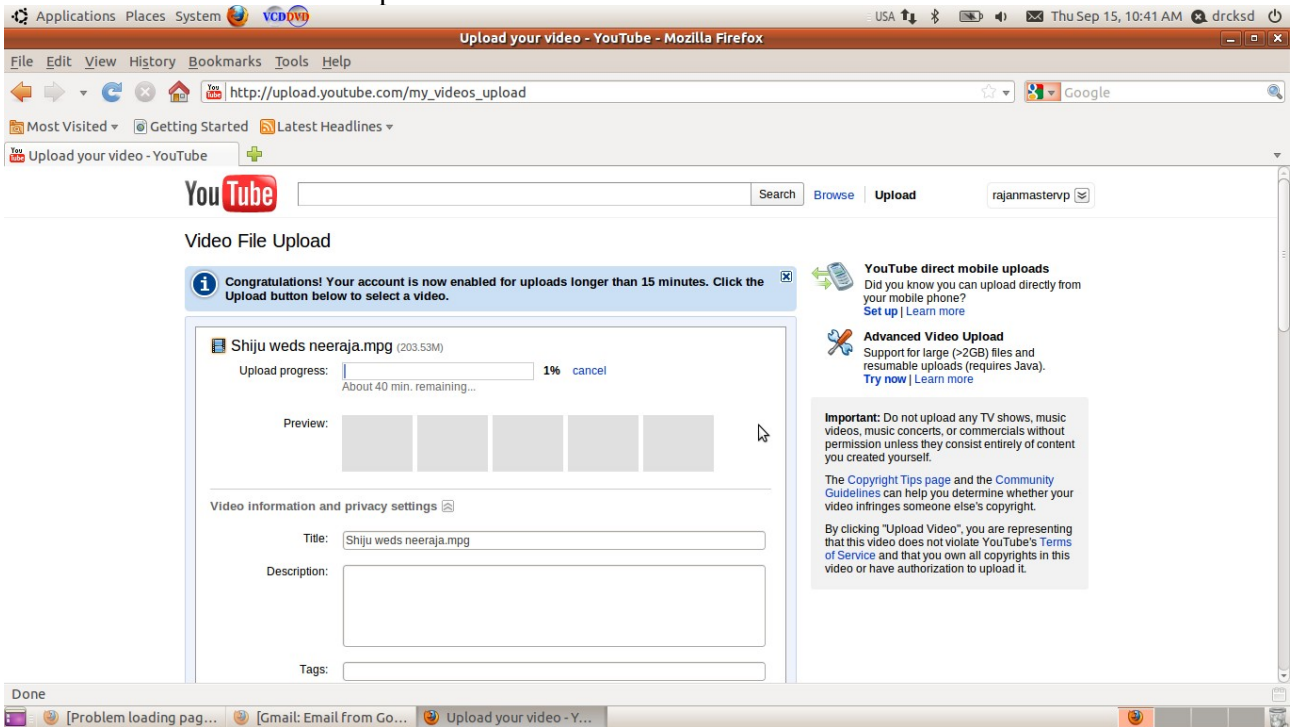 Applications Places System VCD DVD USA Thu Sep 15, 10:41 AM drcksd
Upload your video - YouTube - Mozilla Firefox
File Edit View History Bookmarks Tools Help
http://upload.youtube.com/my_videos_upload Google
Most Visited Getting Started Latest Headlines
Upload your video - YouTube
YouTube Search Browse Upload rajanmastervp
Video File Upload
Congratulations! Your account is now enabled for uploads longer than 15 minutes. Click the
Upload button below to select a video.
Shiju weds neeraja.mpg (203.53M)
Upload progress: 1% cancel
About 40 min. remaining...
Preview:
Video information and privacy settings
Title: Shiju weds neeraja.mpg
Description:
Tags:
YouTube direct mobile uploads
Did you know you can upload directly from
your mobile phone?
Set up | Learn more
Advanced Video Upload
Support for large (>2GB) files and
resumable uploads (requires Java).
Try now | Learn more
Important: Do not upload any TV shows, music
videos, music concerts, or commercials without
permission unless they consist entirely of content
you created yourself.
The Copyright Tips page and the Community
Guidelines can help you determine whether your
video infringes someone else's copyright.
By clicking "Upload Video", you are representing
that this video does not violate YouTube's Terms
of Service and that you own all copyrights in this
video or have authorization to upload it.
Done
[Problem loading pag... [Gmail: Email from Go... Upload your video - Y...